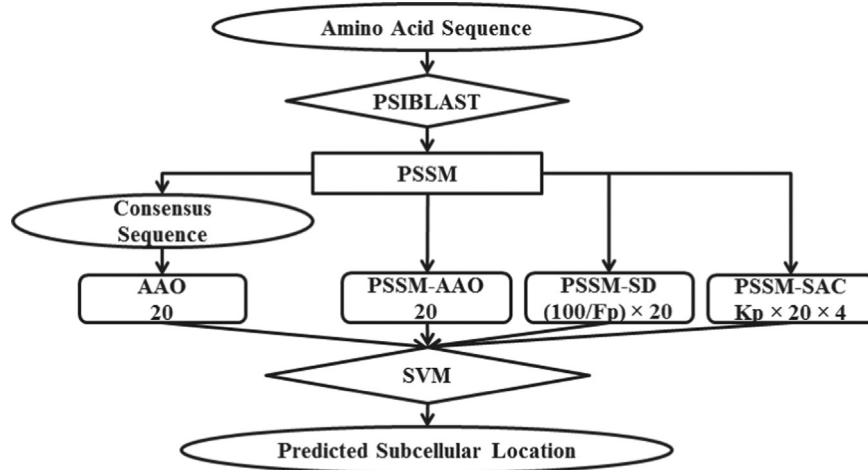 Amino Acid Sequence
PSIBLAST
PSSM
Consensus
Sequence
AAO
20
PSSM-AAO
20
PSSM-SD
(100/Fp) × 20
PSSM-SAC
Kp × 20 × 4
SVM
Predicted Subcellular Location